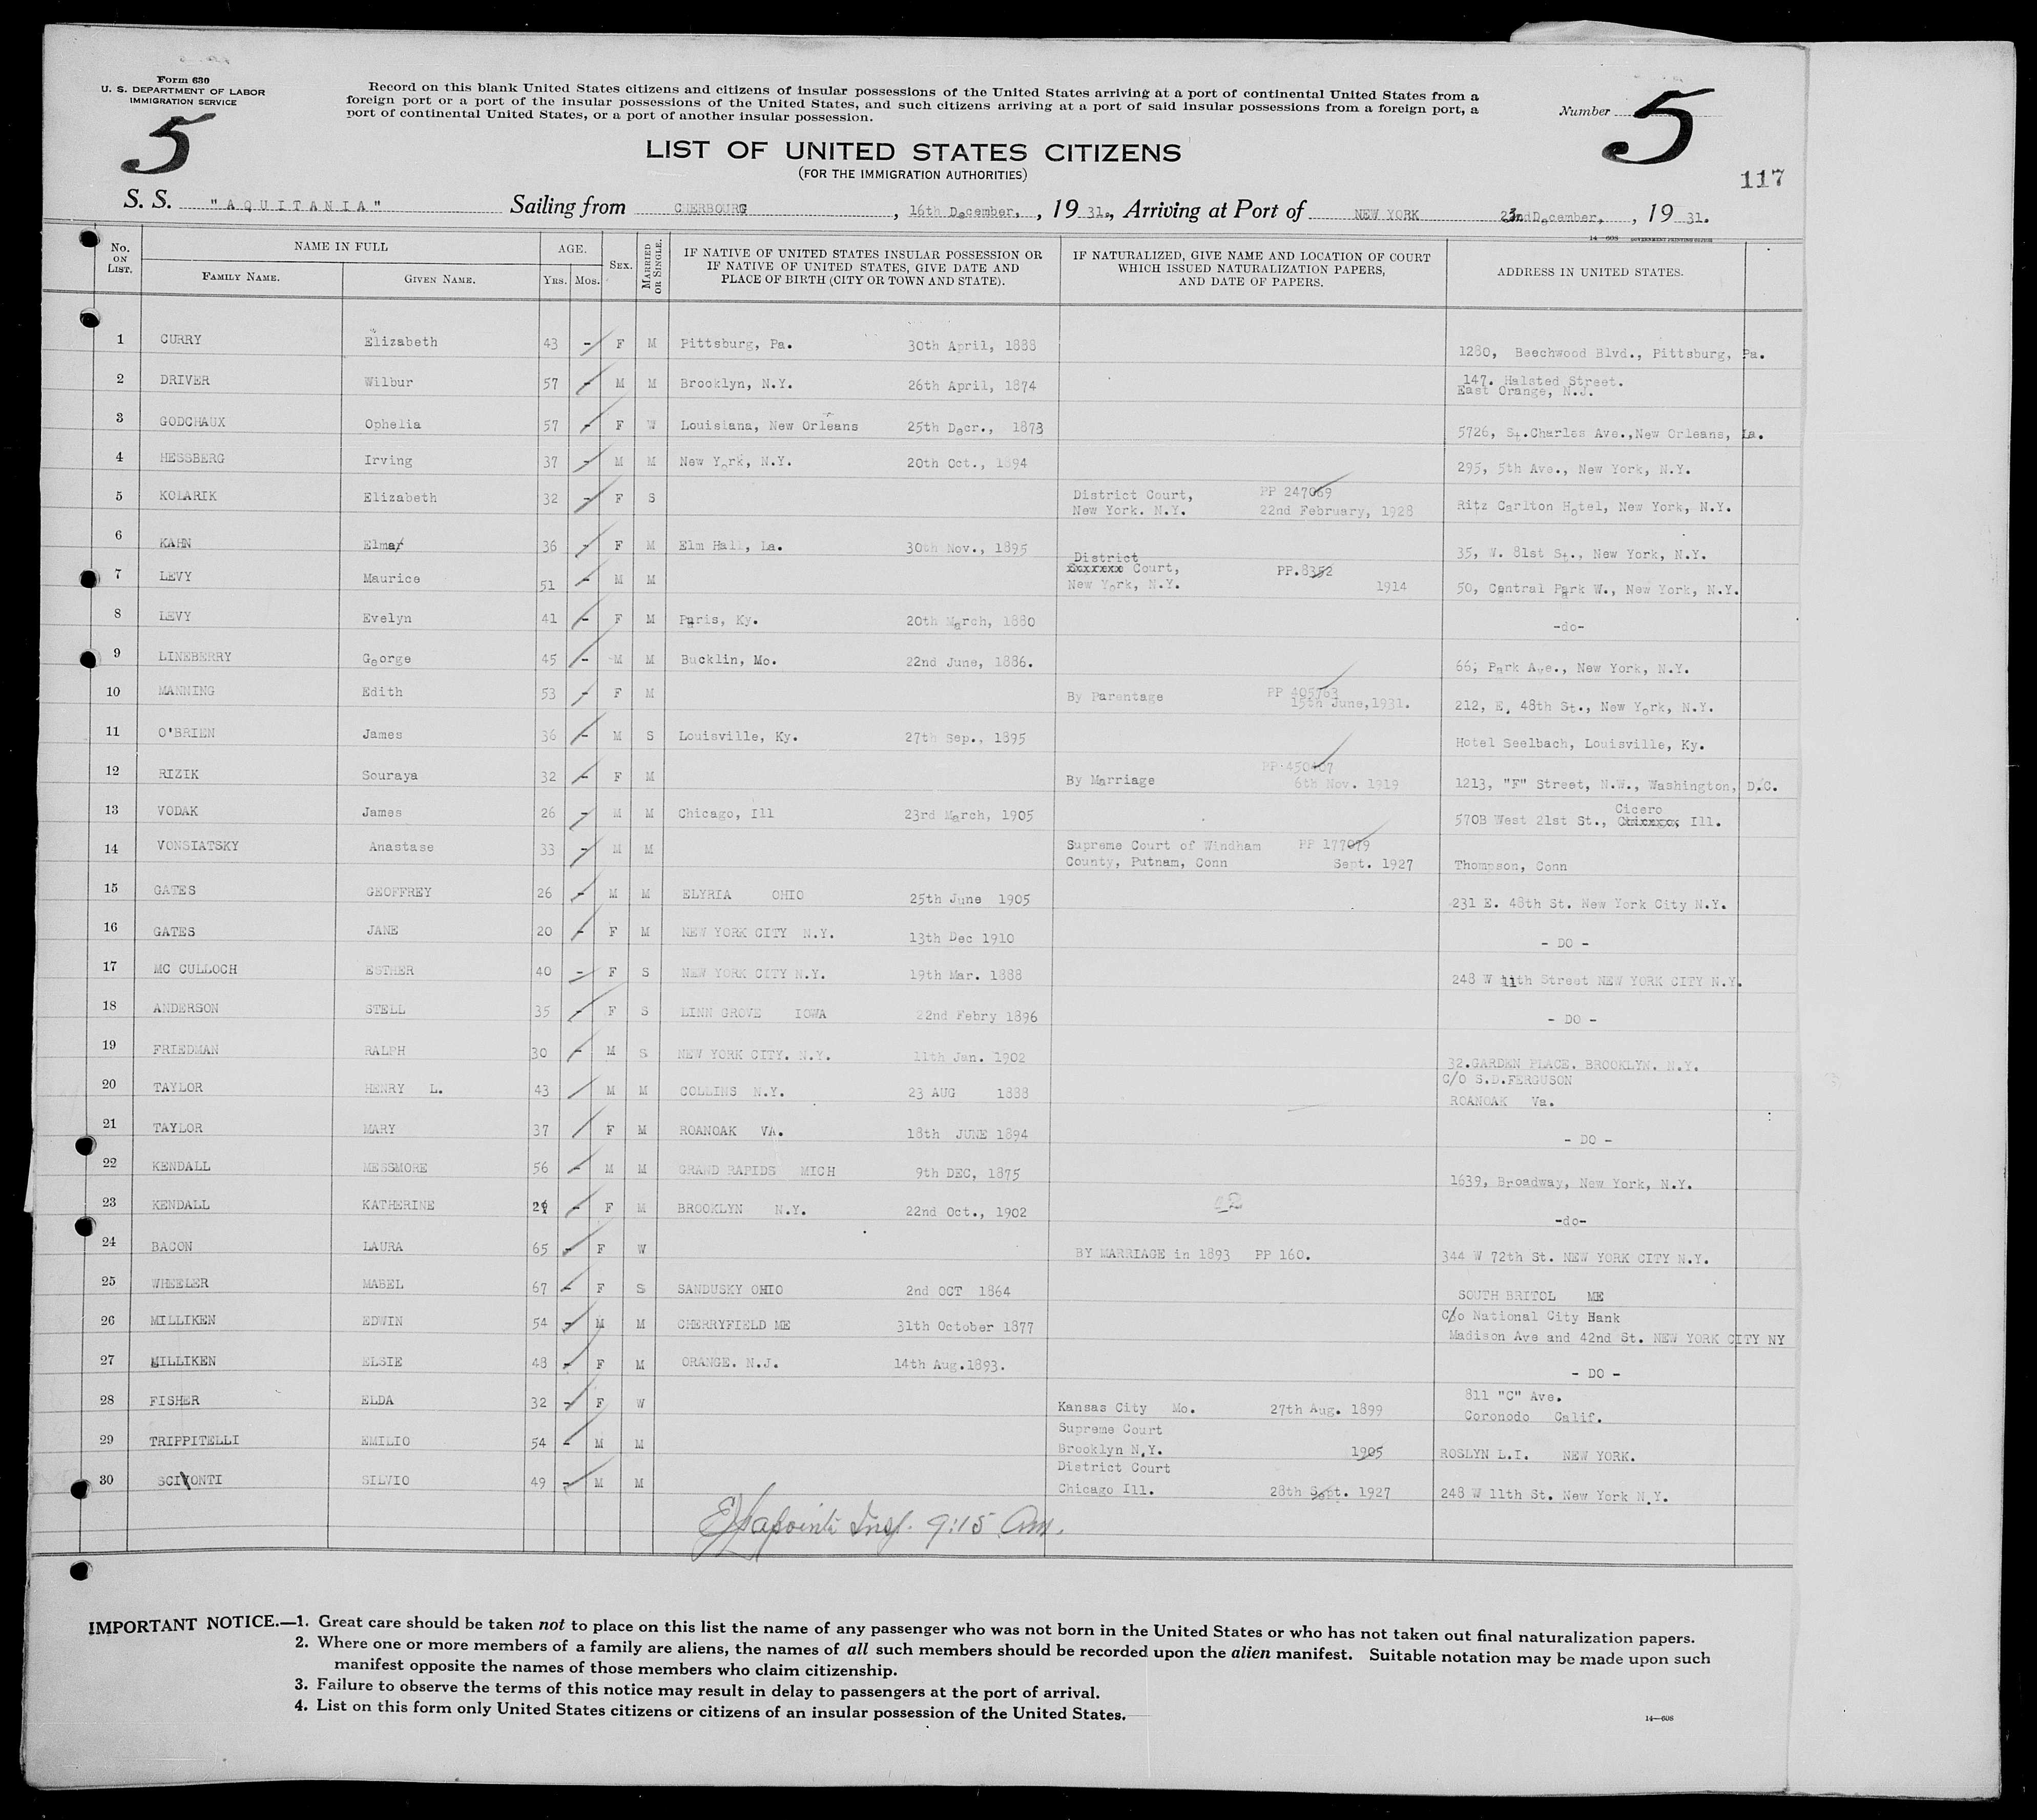 Form 630
U. S. DEPARTMENT OF LABOR
IMMIGRATION SERVICE
5
Record on this blank United States citizens and citizens of insular possessions of the United States arriving at a port of continental United States from a
foreign port or a port of the insular possessions of the United States, and such citizens arriving at a port of said insular possessions from a foreign port, a
port of continental United States, or a port of another insular possession.
Number 5
LIST OF UNITED STATES CITIZENS
(FOR THE IMMIGRATION AUTHORITIES)
117
S. S. "AQUITANIA" Sailing from CHERBOURG, 16th December, 1931., Arriving at Port of NEW YORK December, 1931.
14—608 GOVERNMENT PRINTING OFFICE
No. ON LIST. NAME IN FULL FAMILY NAME. GIVEN NAME. AGE. YRS. MOS. SEX. MARRIED OR SINGLE. IF NATIVE OF UNITED STATES INSULAR POSSESSION OR IF NATIVE OF UNITED STATES, GIVE DATE AND PLACE OF BIRTH (CITY OR TOWN AND STATE). IF NATURALIZED, GIVE NAME AND LOCATION OF COURT WHICH ISSUED NATURALIZATION PAPERS, AND DATE OF PAPERS. ADDRESS IN UNITED STATES.
1 CURRY Elizabeth 43 - F M Pittsburg, Pa. 30th April, 1888 1280, Beechwood Blvd., Pittsburg, Pa.
2 DRIVER Wilbur 57 - M M Brooklyn, N.Y. 26th April, 1874 147. Halsted Street. East Orange, N.J.
3 GODCHAUX Ophelia 57 - F W Louisiana, New Orleans 25th Decr., 1873 5726, St.Charles Ave.,New Orleans, La.
4 HESSBERG Irving 37 - M M New York, N.Y. 20th Oct., 1894 295, 5th Ave., New York, N.Y.
5 KOLARIK Elizabeth 32 - F S District Court, New York. N.Y. PP 247069 22nd February, 1928 Ritz Carlton Hotel, New York, N.Y.
6 KAHN Elmar 36 - F M Elm Hall, La. 30th Nov., 1895 35, W. 81st St., New York, N.Y.
7 LEVY Maurice 51 - M M District Court, New York, N.Y. PP.8352 1914 50, Central Park W., New York, N.Y.
8 LEVY Evelyn 41 - F M Paris, Ky. 20th March, 1880 -do-
9 LINEBERRY George 45 - M M Bucklin, Mo. 22nd June, 1886. 66, Park Ave., New York, N.Y.
10 MANNING Edith 53 - F M By Parentage PP 405763 15th June,1931. 212, E. 48th St., New York, N.Y.
11 O'BRIEN James 36 - M S Louisville, Ky. 27th Sep., 1895 Hotel Seelbach, Louisville, Ky.
12 RIZIK Souraya 32 - F M By Marriage PP.450407 6th Nov. 1919 1213, "F" Street, N.W., Washington, D.C.
13 VODAK James 26 - M M Chicago, Ill 23rd March, 1905 5708 West 21st St., Cicero Ill.
14 VONSIATSKY Anastase 33 - M M Supreme Court of Windham County, Putnam, Conn PP 177079 Sept. 1927 Thompson, Conn
15 GATES GEOFFREY 26 - M M ELYRIA OHIO 25th June 1905 231 E. 48th St. New York City N.Y.
16 GATES JANE 20 - F M NEW YORK CITY N.Y. 13th Dec 1910 - DO -
17 MC CULLOCH ESTHER 40 - F S NEW YORK CITY N.Y. 19th Mar. 1888 248 W 11th Street NEW YORK CITY N.Y.
18 ANDERSON STELL 35 - F S LINN GROVE IOWA 22nd Febry 1896 - DO -
19 FRIEDMAN RALPH 30 - M S NEW YORK CITY. N.Y. 11th Jan. 1902 32.GARDEN PLACE. BROOKLYN. N.Y.
20 TAYLOR HENRY L. 43 M M COLLINS N.Y. 23 AUG 1888 C/O S.D.FERGUSON ROANOAK Va.
21 TAYLOR MARY 37 F M ROANOAK VA. 18th JUNE 1894 - DO -
22 KENDALL MESSMORE 56 - M M GRAND RAPIDS MICH 9th DEC, 1875 1639, Broadway, New York, N.Y.
23 KENDALL KATHERINE 29 - F M BROOKLYN N.Y. 22nd Oct., 1902 -do-
24 BACON LAURA 65 - F W BY MARRIAGE in 1893 PP 160. 344 W 72th St. NEW YORK CITY N.Y.
25 WHEELER MABEL 67 - F S SANDUSKY OHIO 2nd OCT 1864 SOUTH BRITOL ME
26 MILLIKEN EDWIN 54 - M M CHERRYFIELD ME 31th October 1877 C/o National City Bank Madison Ave and 42nd St. NEW YORK CITY NY
27 MILLIKEN ELSIE 48 - F M ORANGE. N.J. 14th Aug.1893. - DO -
28 FISHER ELDA 32 - F W Kansas City Mo. 27th Aug. 1899 811 "C" Ave. Coronodo Calif.
29 TRIPPITELLI EMILIO 54 - M M Supreme Court Brooklyn N.Y. 1905 ROSLYN L.I. NEW YORK.
30 SCIVONTI SILVIO 49 - M M District Court Chicago Ill. 28th Sept. 1927 248 W 11th St. New York N.Y.
9:15 Am.
IMPORTANT NOTICE.—1. Great care should be taken not to place on this list the name of any passenger who was not born in the United States or who has not taken out final naturalization papers.
2. Where one or more members of a family are aliens, the names of all such members should be recorded upon the alien manifest. Suitable notation may be made upon such
manifest opposite the names of those members who claim citizenship.
3. Failure to observe the terms of this notice may result in delay to passengers at the port of arrival.
4. List on this form only United States citizens or citizens of an insular possession of the United States.
14—608